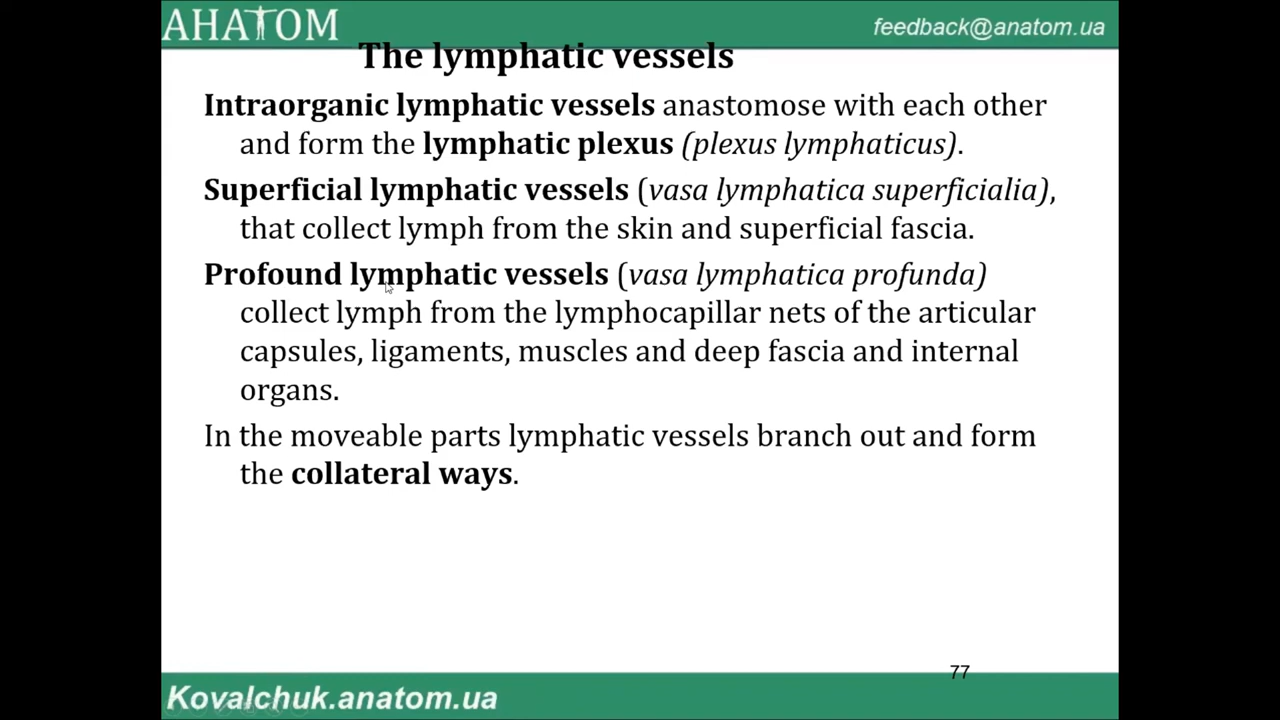 АНАТОМ
feedback@anatom.ua
The lymphatic vessels
Intraorganic lymphatic vessels anastomose with each other
and form the lymphatic plexus (plexus lymphaticus).
Superficial lymphatic vessels (vasa lymphatica superficialia),
that collect lymph from the skin and superficial fascia.
Profound lymphatic vessels (vasa lymphatica profunda)
collect lymph from the lymphocapillar nets of the articular
capsules, ligaments, muscles and deep fascia and internal
organs.
In the moveable parts lymphatic vessels branch out and form
the collateral ways.
77
Kovalchuk.anatom.ua